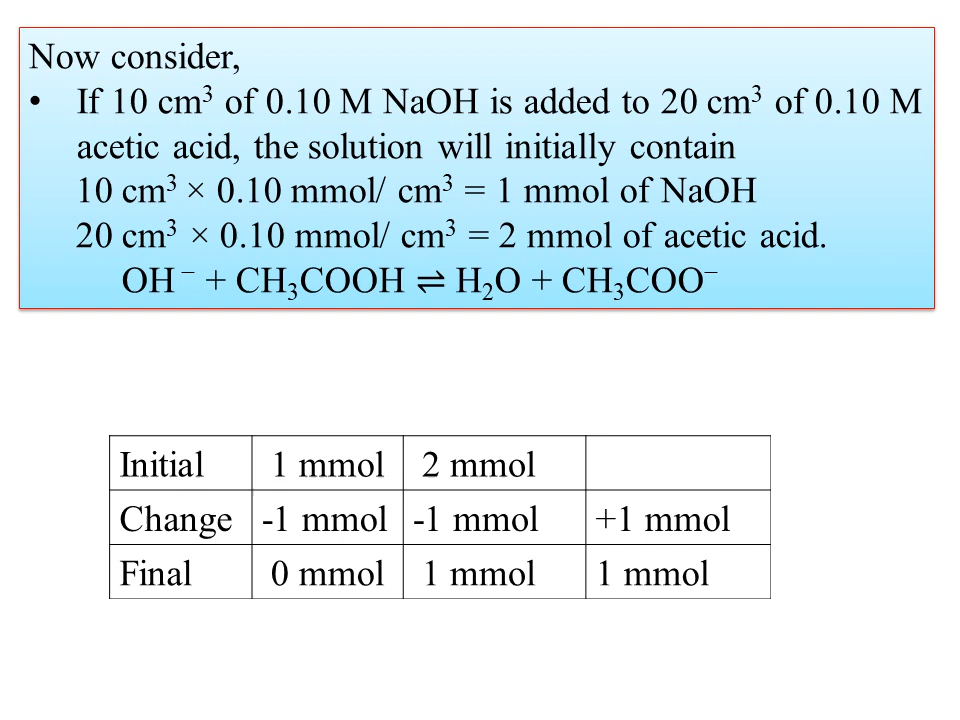 Now consider,
• If 10 cm³ of 0.10 M NaOH is added to 20 cm³ of 0.10 M
acetic acid, the solution will initially contain
10 cm³ × 0.10 mmol/ cm³ = 1 mmol of NaOH
20 cm³ × 0.10 mmol/ cm³ = 2 mmol of acetic acid.
OH⁻ + CH₃COOH ⇌ H₂O + CH₃COO⁻
Initial 1 mmol 2 mmol
Change -1 mmol -1 mmol +1 mmol
Final 0 mmol 1 mmol 1 mmol